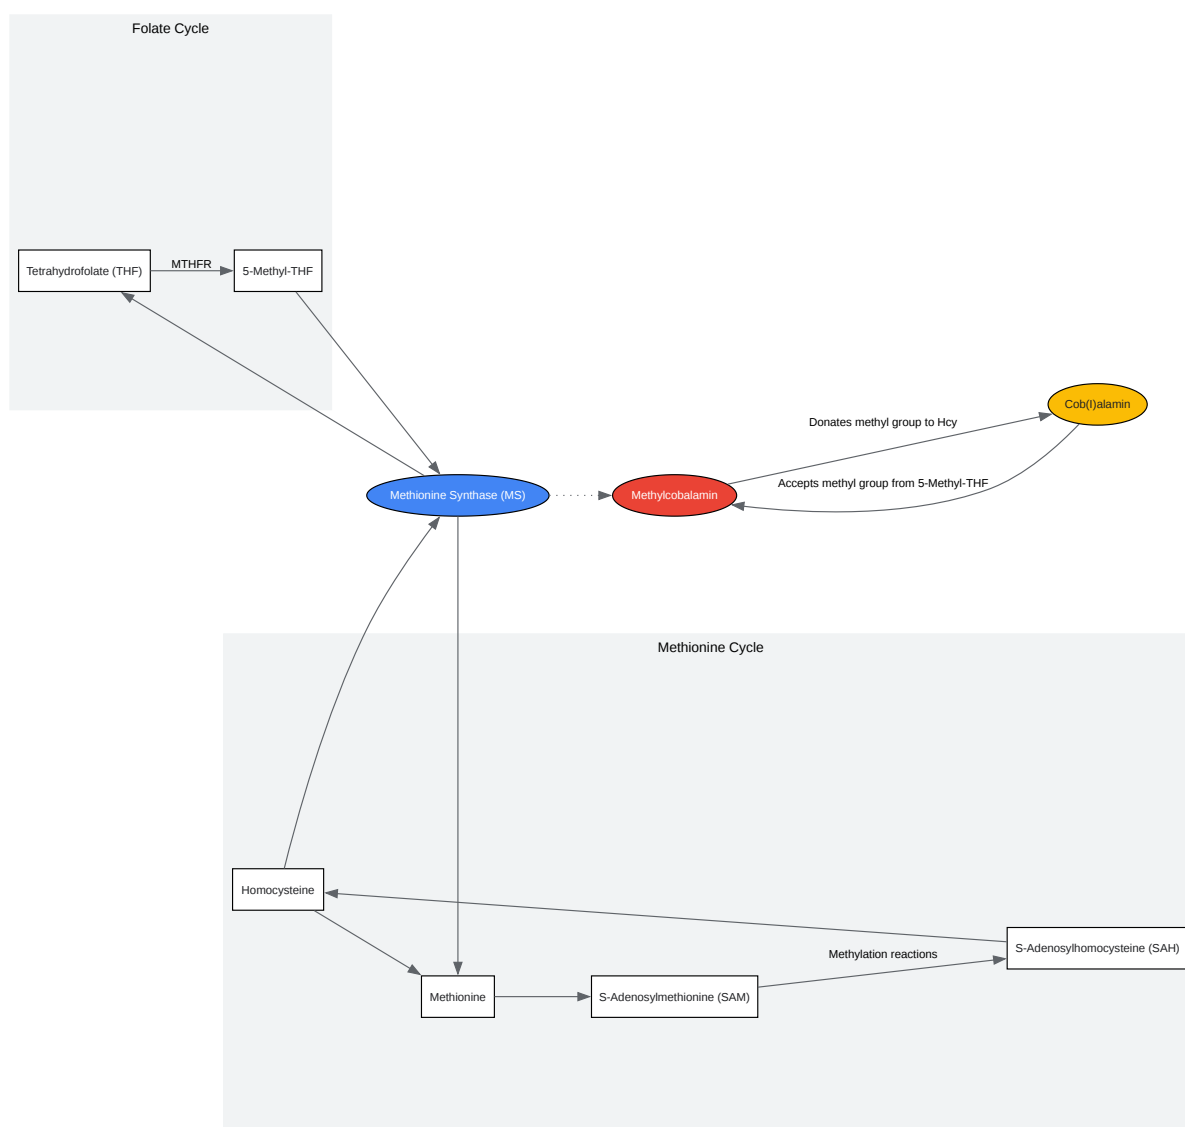 Folate Cycle
Tetrahydrofolate (THF)
MTHFR
5-Methyl-THF
Cob(I)alamin
Donates methyl group to Hcy
Accepts methyl group from 5-Methyl-THF
Methionine Synthase (MS)
Methylcobalamin
Methionine Cycle
Homocysteine
S-Adenosylhomocysteine (SAH)
Methylation reactions
Methionine
S-Adenosylmethionine (SAM)